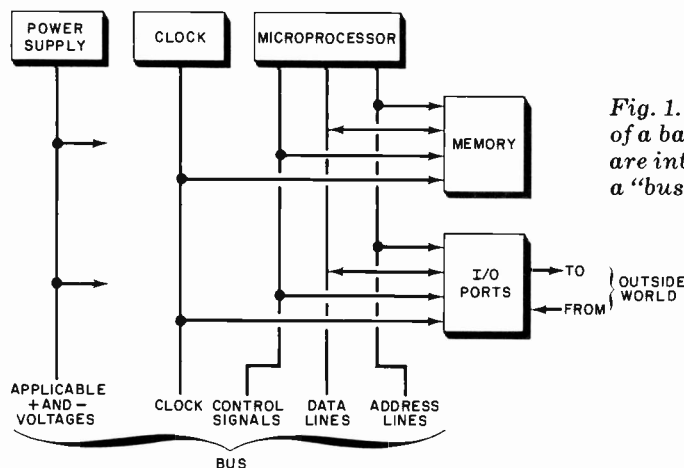 POWER
SUPPLY
CLOCK
MICROPROCESSOR
MEMORY
Fig. 1.
of a ba
are int
a “bus
I/O
PORTS
TO
FROM
OUTSIDE
WORLD
APPLICABLE
+AND-
VOLTAGES
CLOCK
CONTROL
SIGNALS
DATA
LINES
ADDRESS
LINES
BUS